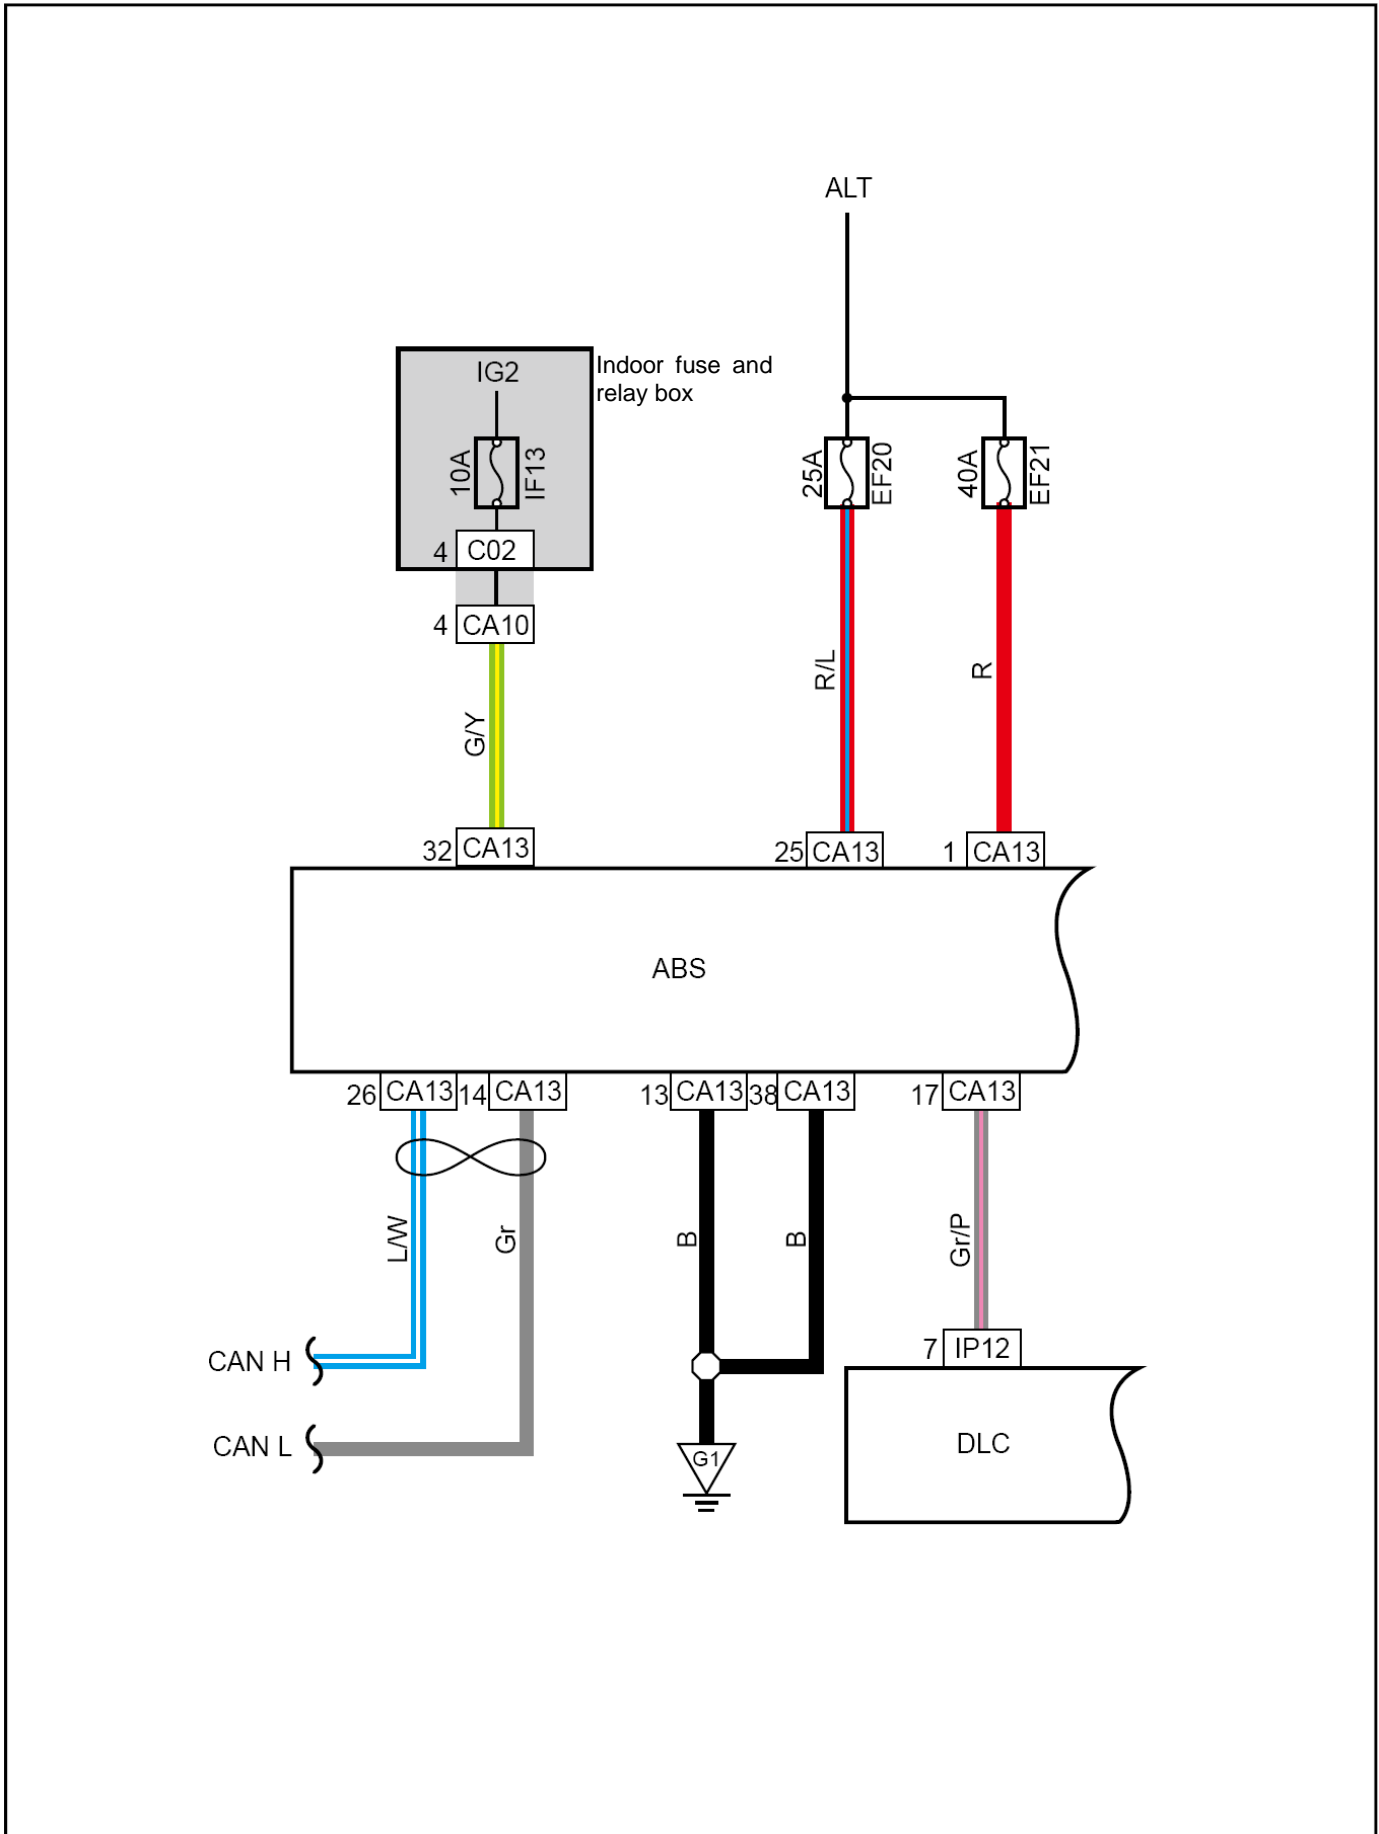 ALT
IG2
Indoor fuse and
relay box
10A
IF13
25A
EF20
40A
EF21
4 C02
4 CA10
R/L
R
G/Y
32 CA13
25 CA13
1 CA13
ABS
26 CA13 14 CA13
13 CA13 38 CA13
17 CA13
L/W
Gr
B
B
Gr/P
7 IP12
CAN H
CAN L
G1
DLC